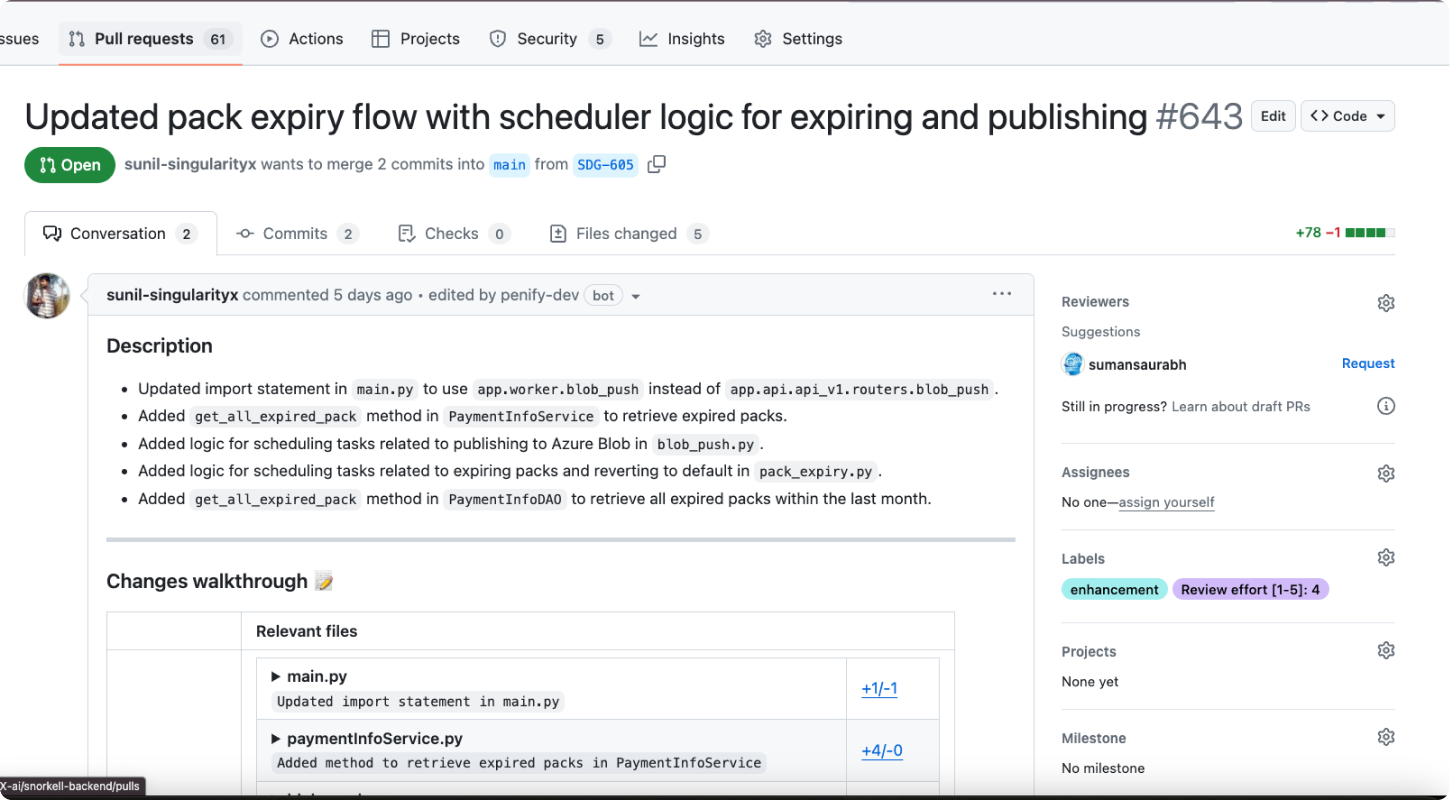 ssues Pull requests 61 Actions Projects Security 5 Insights Settings
Updated pack expiry flow with scheduler logic for expiring and publishing #643 Edit <> Code
Open sunil-singularityx wants to merge 2 commits into main from SDG-605
Conversation 2 Commits 2 Checks 0 Files changed 5 +78 −1
sunil-singularityx commented 5 days ago • edited by penify-dev bot
Description
• Updated import statement in main.py to use app.worker.blob_push instead of app.api.api_v1.routers.blob_push.
• Added get_all_expired_pack method in PaymentInfoService to retrieve expired packs.
• Added logic for scheduling tasks related to publishing to Azure Blob in blob_push.py.
• Added logic for scheduling tasks related to expiring packs and reverting to default in pack_expiry.py.
• Added get_all_expired_pack method in PaymentInfoDAO to retrieve all expired packs within the last month.
Changes walkthrough
Relevant files
main.py
Updated import statement in main.py
+1/-1
paymentInfoService.py
Added method to retrieve expired packs in PaymentInfoService
+4/-0
Reviewers
Suggestions
sumansaurabh Request
Still in progress? Learn about draft PRs
Assignees
No one—assign yourself
Labels
enhancement Review effort [1-5]: 4
Projects
None yet
Milestone
No milestone
X-ai/snorkell-backend/pulls